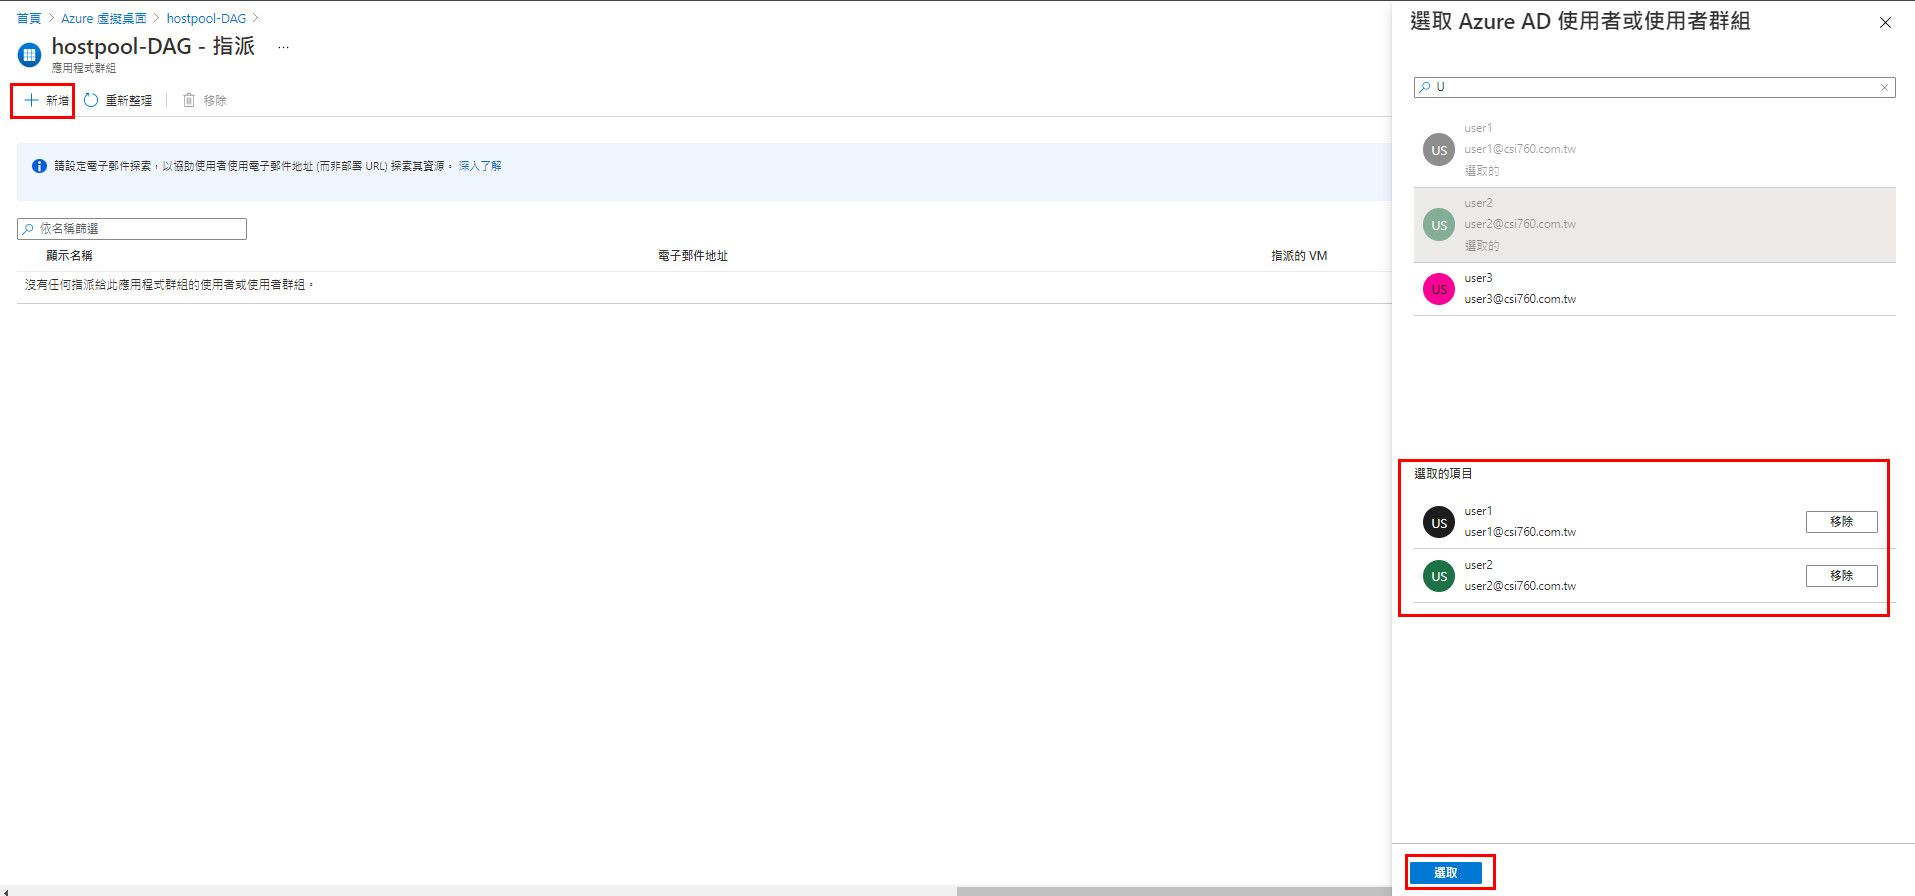 首頁 > Azure 虛擬桌面 > hostpool-DAG >
hostpool-DAG - 指派 ...
應用程式群組
新增 重新整理 移除
請設定電子郵件探索，以協助使用者使用電子郵件地址 (而非部署 URL) 探索其資源。 深入了解
依名稱篩選
顯示名稱 電子郵件地址 指派的 VM
沒有任何指派給此應用程式群組的使用者或使用者群組。
選取 Azure AD 使用者或使用者群組
U
US
user1
user1@csi760.com.tw
選取的
US
user2
user2@csi760.com.tw
選取的
US
user3
user3@csi760.com.tw
選取的項目
US
user1
user1@csi760.com.tw
移除
US
user2
user2@csi760.com.tw
移除
選取